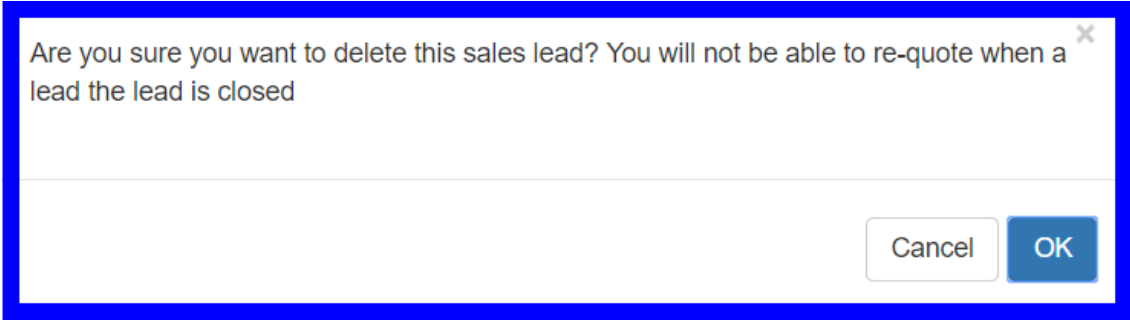 Are you sure you want to delete this sales lead? You will not be able to re-quote when a
lead the lead is closed
×
Cancel
OK